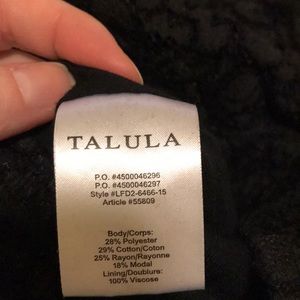 TALULA
P.O. #4500046296
P.O. #4500046297
Style #LFD2-6466-15
Article #55809
Body/Corps:
28% Polyester
29% Cotton/Coton
25% Rayon/Rayonne
18% Modal
Lining/Doublure:
100% Viscose